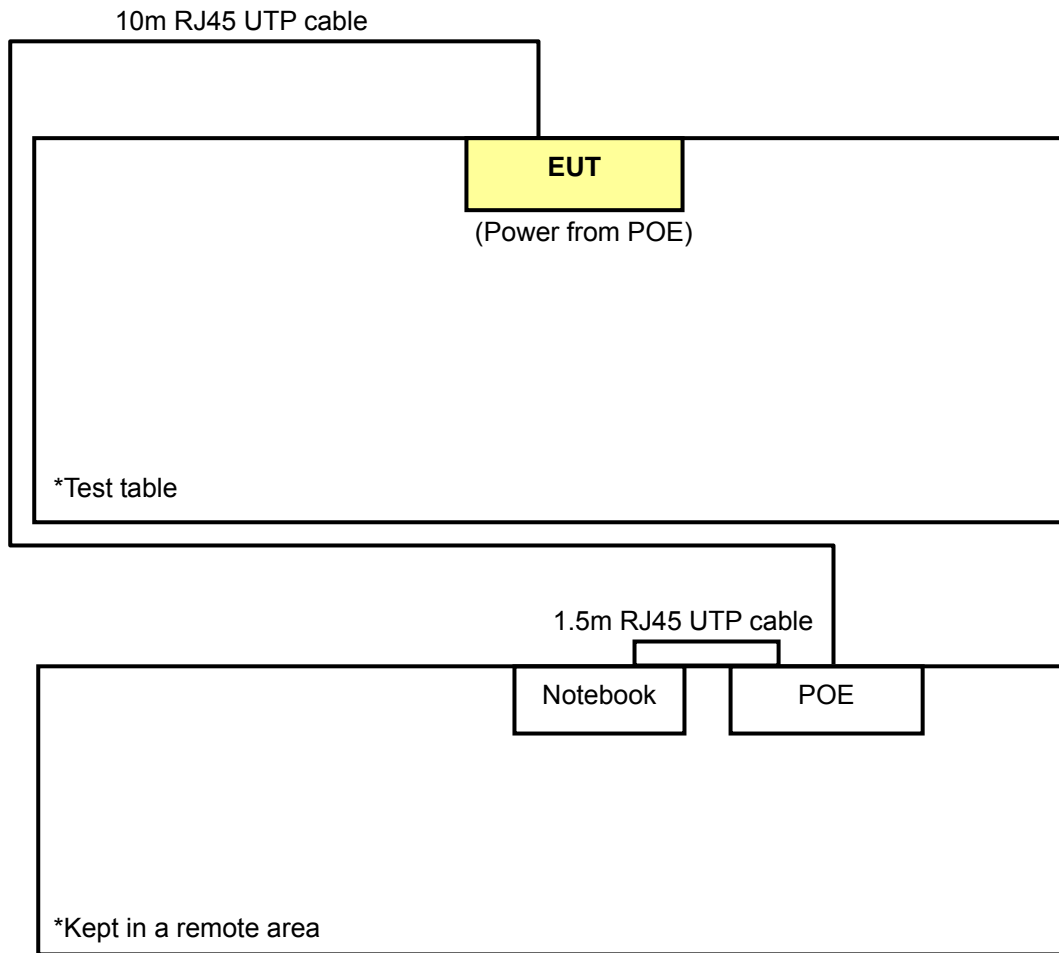 10m RJ45 UTP cable
EUT
(Power from POE)
*Test table
1.5m RJ45 UTP cable
Notebook
POE
*Kept in a remote area